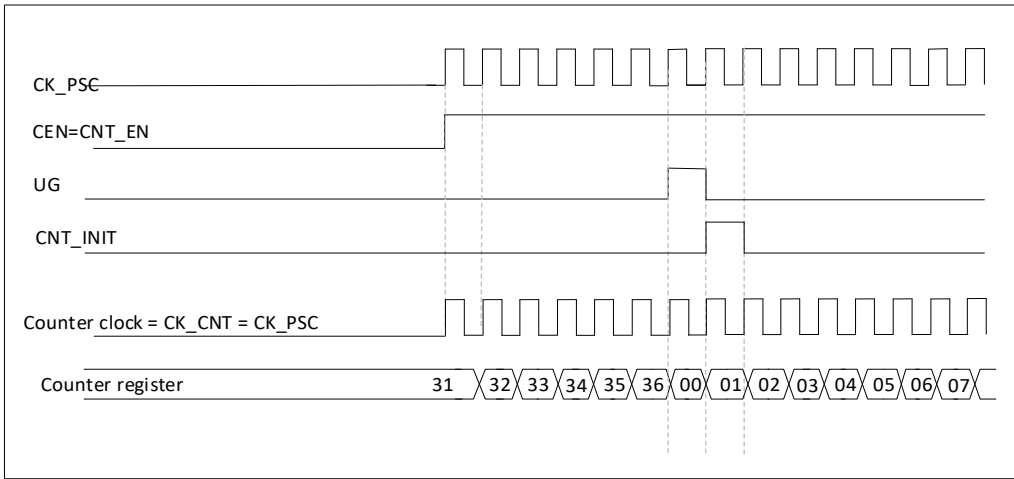 CK_PSC
CEN=CNT_EN
UG
CNT_INIT
Counter clock = CK_CNT = CK_PSC
Counter register 31 32 33 34 35 36 00 01 02 03 04 05 06 07